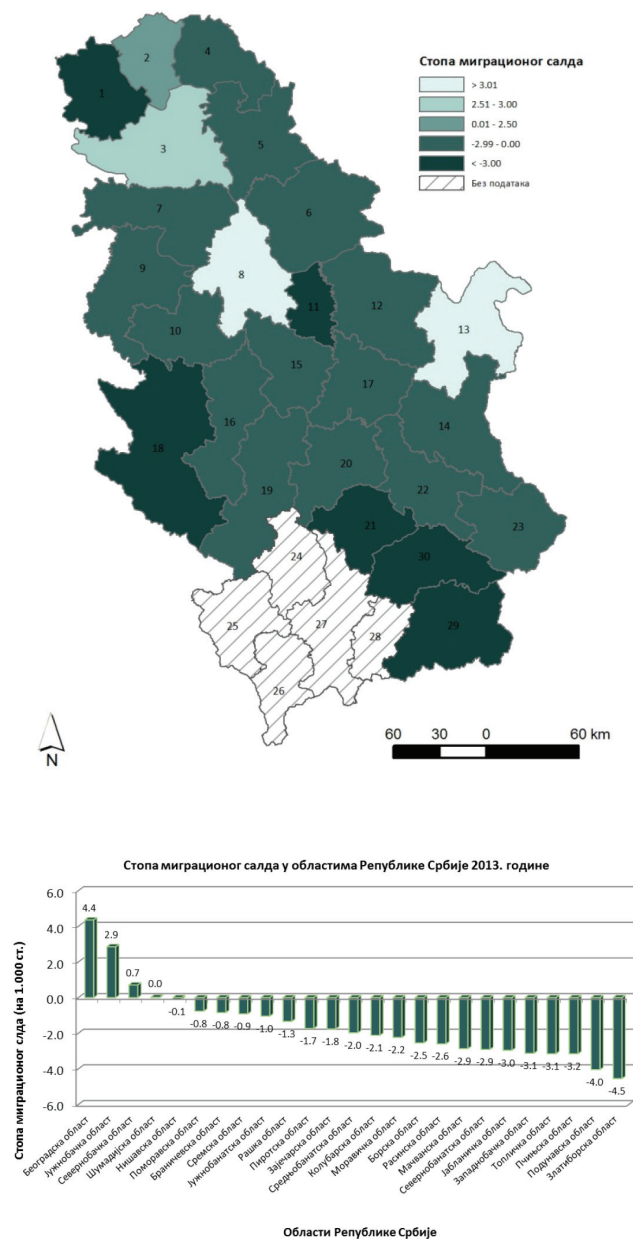 Стопа миграционог салда
> 3.01
2.51 - 3.00
0.01 - 2.50
-2.99 - 0.00
< -3.00
Без података
1
2
4
3
5
7
6
9
8
10
11
12
13
15
16
17
14
18
19
20
22
21
23
24
30
25
27
28
29
26
N
60 30 0 60 km
Стопа миграционог салда у областима Републике Србије 2013. године
Стопа миграционог слда (на 1.000 ст.)
6.0
4.0
2.0
0.0
-2.0
-4.0
-6.0
4.4
2.9
0.7
0.0
-0.1
-0.8
-0.8
-0.9
-1.0
-1.3
-1.7
-1.8
-2.0
-2.1
-2.2
-2.5
-2.6
-2.9
-2.9
-3.0
-3.1
-3.1
-3.2
-4.0
-4.5
Београдска област
Јужнобачка област
Севернобачка област
Шумадијска област
Нишавска област
Поморавска област
Браничевска област
Сремска област
Јужнобанатска област
Рашка област
Пиротска област
Зајечарска област
Средњобанатска област
Колубарска област
Моравичка област
Борска област
Расинска област
Мачванска област
Севернобанатска област
Јабланичка област
Западнобачка област
Топличка област
Пчињска област
Подунавска област
Златиборска област
Области Републике Србије